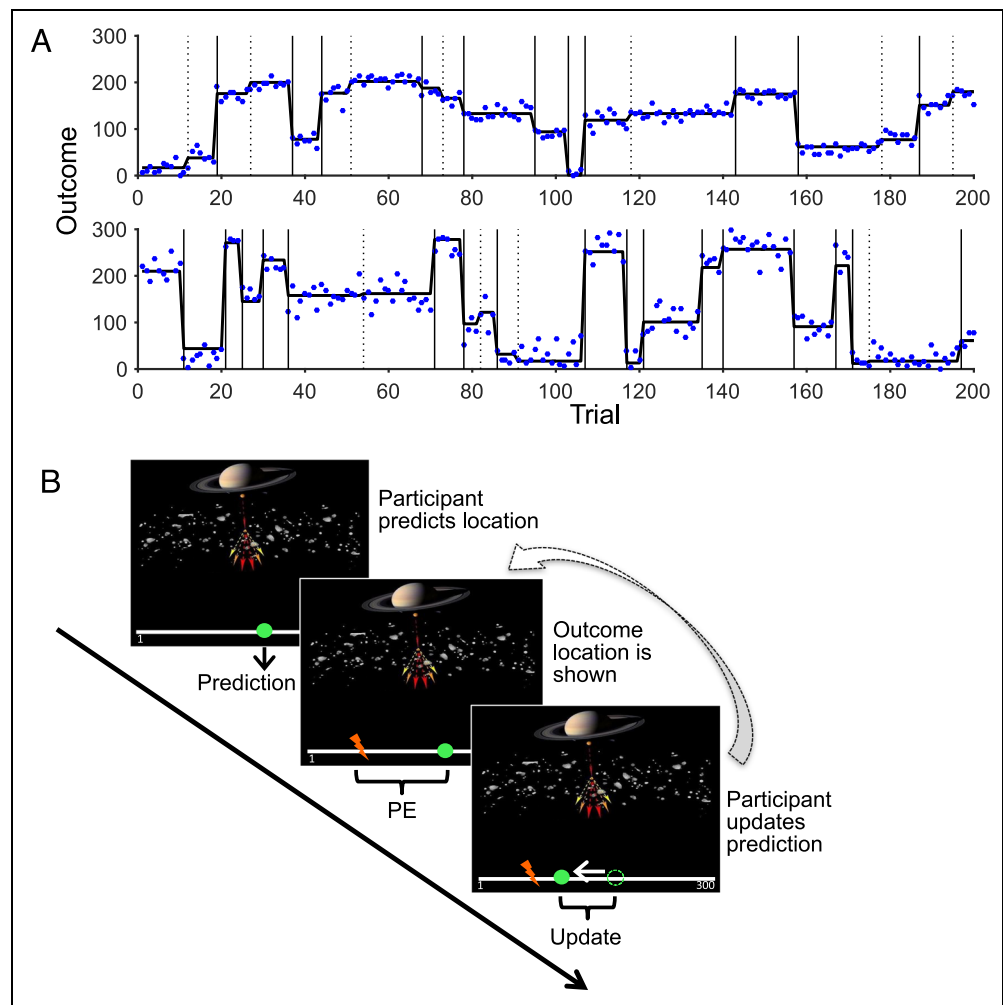 A
Outcome
300
200
100
0
0 20 40 60 80 100 120 140 160 180 200
300
200
100
0
0 20 40 60 80 100 120 140 160 180 200
Trial
B
Participant
predicts location
1
Prediction
Outcome
location is
shown
1
PE
Participant
updates
prediction
1 300
Update